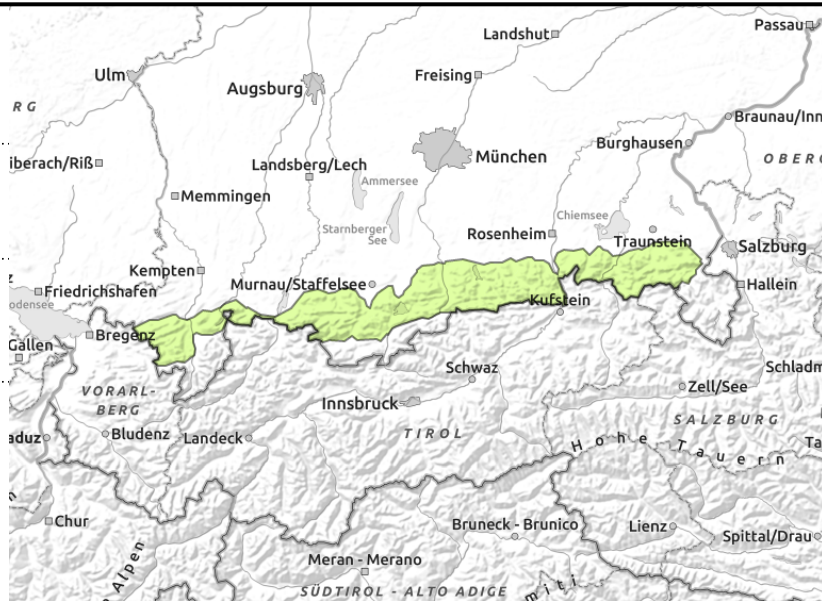 Passau
Landshut
Ulm
Freising
Augsburg
RG
Braunau/Inn
Burghausen
iberach/Riß
Landsberg/Lech
München
OBERÖ
Ammersee
Memmingen
Chiemsee
Starnberger
See
Rosenheim
Traunstein
Salzburg
Kempten
Murnau/Staffelsee
Hallein
Friedrichshafen
odensee
Kufstein
Bregenz
Gallen
Schwaz
Schladm
VORARL-
BERG
Zell/See
Innsbruck
SALZBURG
aduz
Bludenz
Landeck
TIROL
Hohe Tauern
Ta
Chur
Bruneck - Brunico
Lienz
Spittal/Drau
Alpen
Meran - Merano
SÜDTIROL - ALTO ADIGE
miti